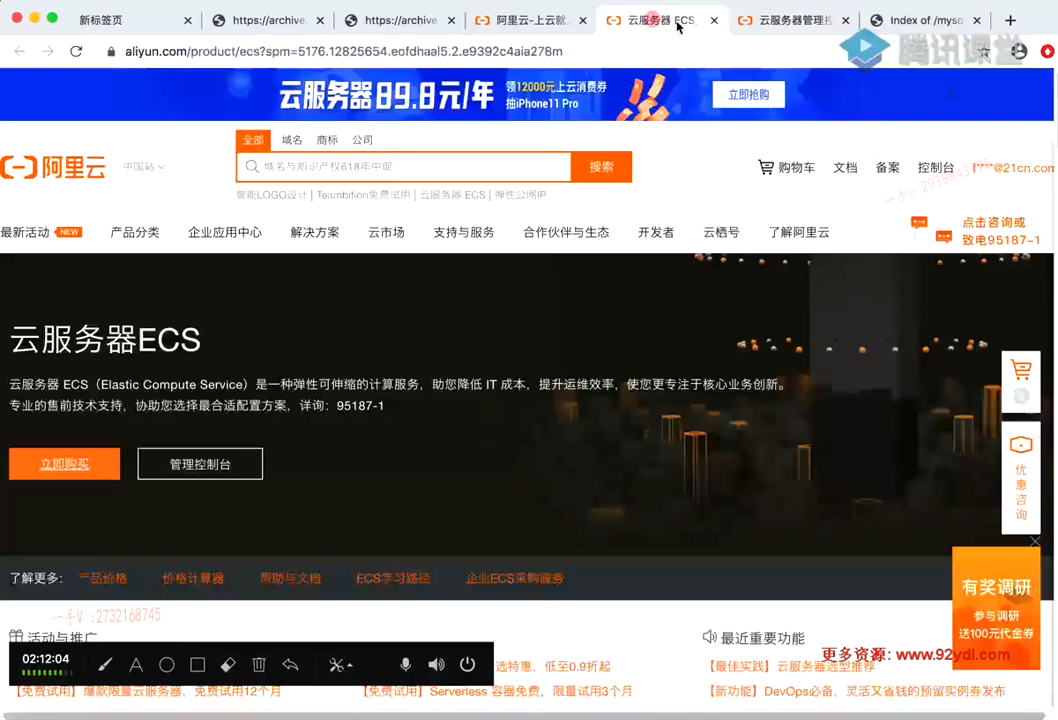 新标签页
https://archive.
https://archive
阿里云-上云就
云服务器 ECS
云服务器管理控
Index of /mysq
aliyun.com/product/ecs?spm=5176.12825654.eofdhaal5.2.e9392c4aia278m
腾讯课堂
云服务器89.8元/年
领12000元上云消费券
抽iPhone11 Pro
立即抢购
全部 域名 商标 公司
阿里云
中国站
域名与知识产权618年中促
搜索
购物车 文档 备案 控制台
@21cn.com
智能LOGO设计 | Teambition免费试用 | 云服务器 ECS | 弹性公网IP
最新活动 NEW 产品分类 企业应用中心 解决方案 云市场 支持与服务 合作伙伴与生态 开发者 云栖号 了解阿里云
点击咨询或
致电95187-1
云服务器ECS
云服务器 ECS（Elastic Compute Service）是一种弹性可伸缩的计算服务，助您降低 IT 成本，提升运维效率，使您更专注于核心业务创新。
专业的售前技术支持，协助您选择最合适配置方案，详询：95187-1
立即购买
管理控制台
优惠咨询
了解更多: 产品价格 价格计算器 帮助与文档 ECS学习路径 企业ECS采购服务
有奖调研
参与调研
送100元代金券
一手V :2732168745
活动与推广
最近重要功能
02:12:04
选特惠，低至0.9折起
【最佳实践】云服务器选型推荐
更多资源: www.92ydl.com
【免费试用】爆款限量云服务器、免费试用12个月
【免费试用】Serverless 容器免费，限量试用3个月
【新功能】DevOps必备，灵活又省钱的预留实例券发布